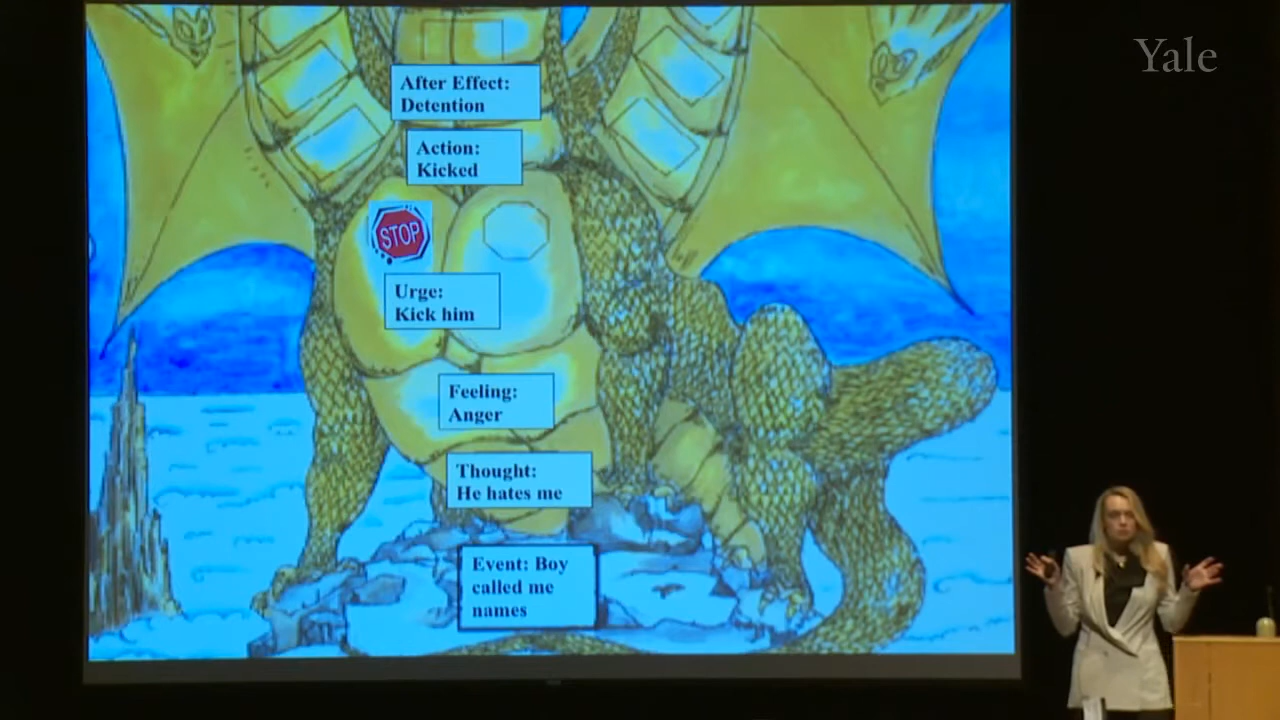 Yale
After Effect:
Detention
Action:
Kicked
STOP
Urge:
Kick him
Feeling:
Anger
Thought:
He hates me
Event: Boy
called me
names